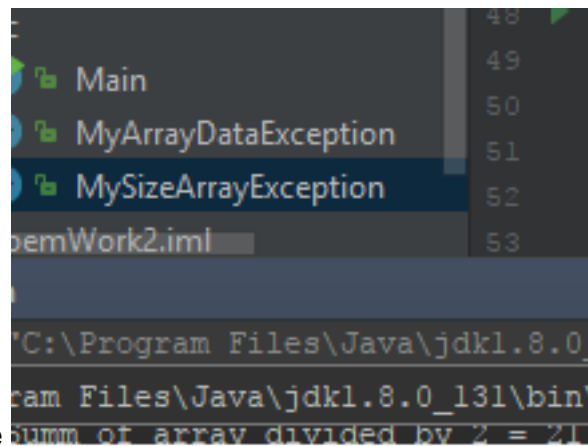 48
49
Main
50
MyArrayDataException
51
MySizeArrayException
52
pemWork2.iml
53
"C:\Program Files\Java\jdk1.8.0_
ram Files\Java\jdk1.8.0_131\bin\
Summ of array divided by 2 = 21